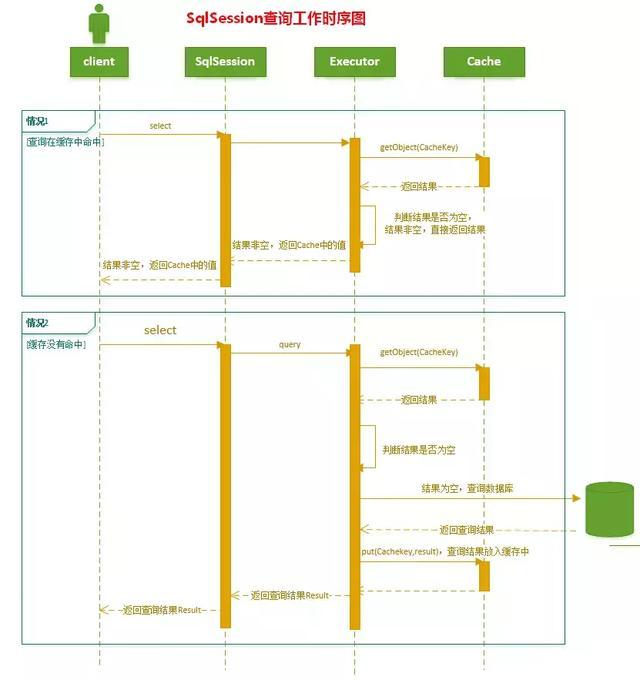 SqlSession查询工作时序图
client
SqlSession
Executor
Cache
情况1
[查询在缓存中命中]
select
getObject(CacheKey)
返回结果
判断结果是否为空，
结果非空，直接返回结果
结果非空，返回Cache中的值
结果非空，返回Cache中的值
情况2
[缓存没有命中]
select
query
getObject(CacheKey)
返回结果
判断结果是否为空
结果为空，查询数据库
返回查询结果
put(Cachekey,result)，查询结果放入缓存中
返回查询结果Result
返回查询结果Result